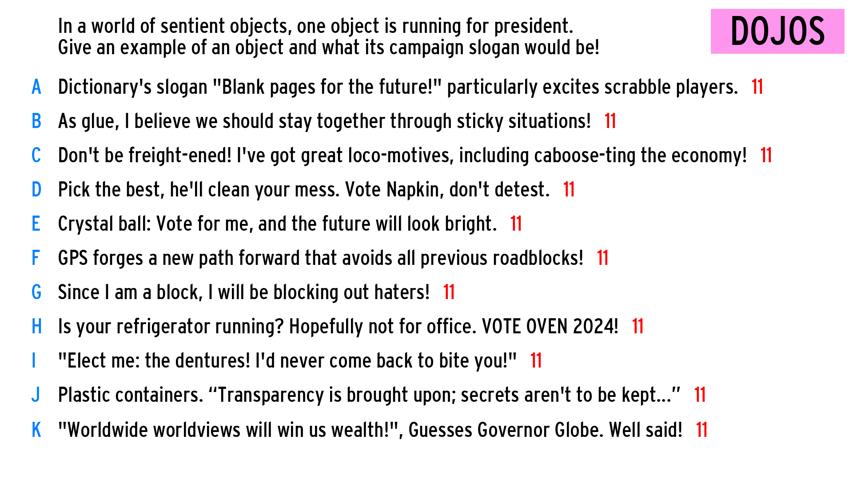 In a world of sentient objects, one object is running for president.
Give an example of an object and what its campaign slogan would be!
DOJOS
A Dictionary's slogan "Blank pages for the future!" particularly excites scrabble players. 11
B As glue, I believe we should stay together through sticky situations! 11
C Don't be freight-ened! I've got great loco-motives, including caboose-ting the economy! 11
D Pick the best, he'll clean your mess. Vote Napkin, don't detest. 11
E Crystal ball: Vote for me, and the future will look bright. 11
F GPS forges a new path forward that avoids all previous roadblocks! 11
G Since I am a block, I will be blocking out haters! 11
H Is your refrigerator running? Hopefully not for office. VOTE OVEN 2024! 11
I "Elect me: the dentures! I'd never come back to bite you!" 11
J Plastic containers. “Transparency is brought upon; secrets aren't to be kept...” 11
K "Worldwide worldviews will win us wealth!", Guesses Governor Globe. Well said! 11